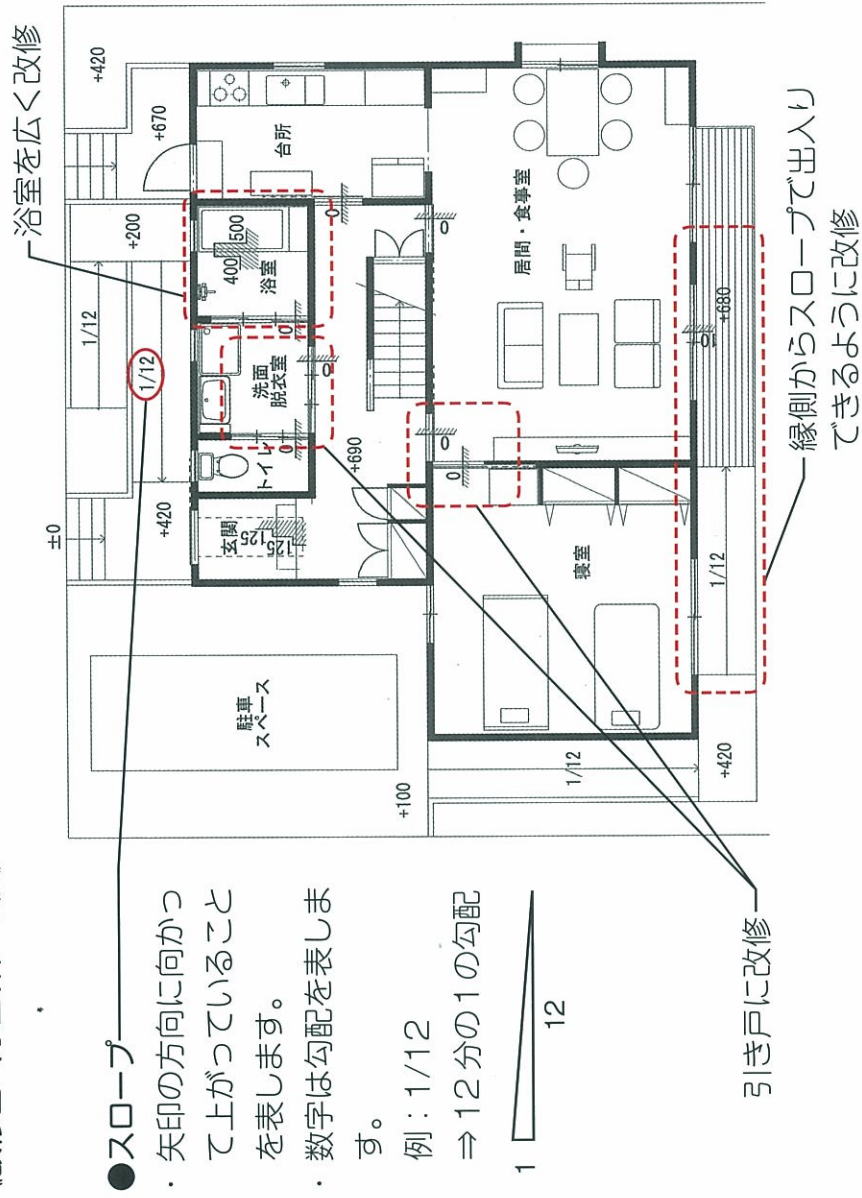 浴室を広く改修
●スロープ
・矢印の方向に向かっ
て上がっていること
を表します。
・数字は勾配を表しま
す。
例：1/12
⇒12分の1の勾配
1
12
引き戸に改修
縁側からスロープで出入り
できるように改修
±0
+420
1/12
1/12
+200
+670
+420
駐車
スペース
+100
玄関
125
125
トイレ
0
洗面
脱衣室
0
浴室
400
500
0
台所
0
+690
0
0
0
居間・食事室
寝室
10
+680
1/12
1/12
+420